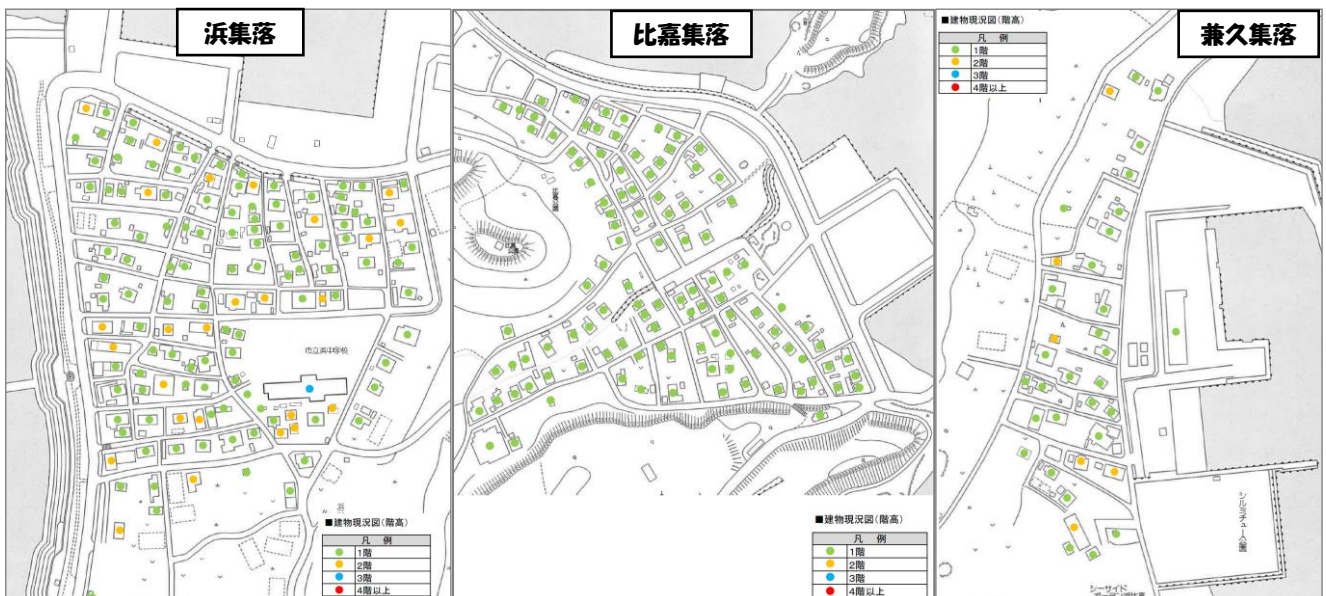 浜集落
市立浜中学校
■建物現況図(階高)
凡 例
1階
2階
3階
4階以上
比嘉集落
比嘉公園
■建物現況図(階高)
凡 例
1階
2階
3階
4階以上
兼久集落
■建物現況図(階高)
凡 例
1階
2階
3階
4階以上
シルミチュー公園
シーサイド